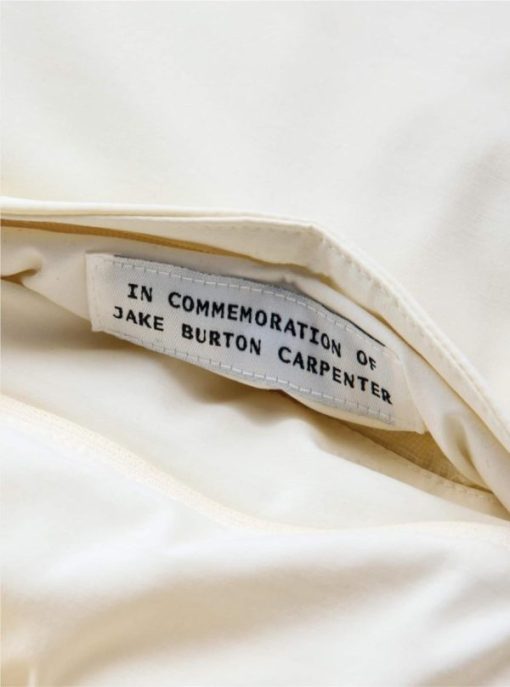 IN COMMEMORATION OF
JAKE BURTON CARPENTER